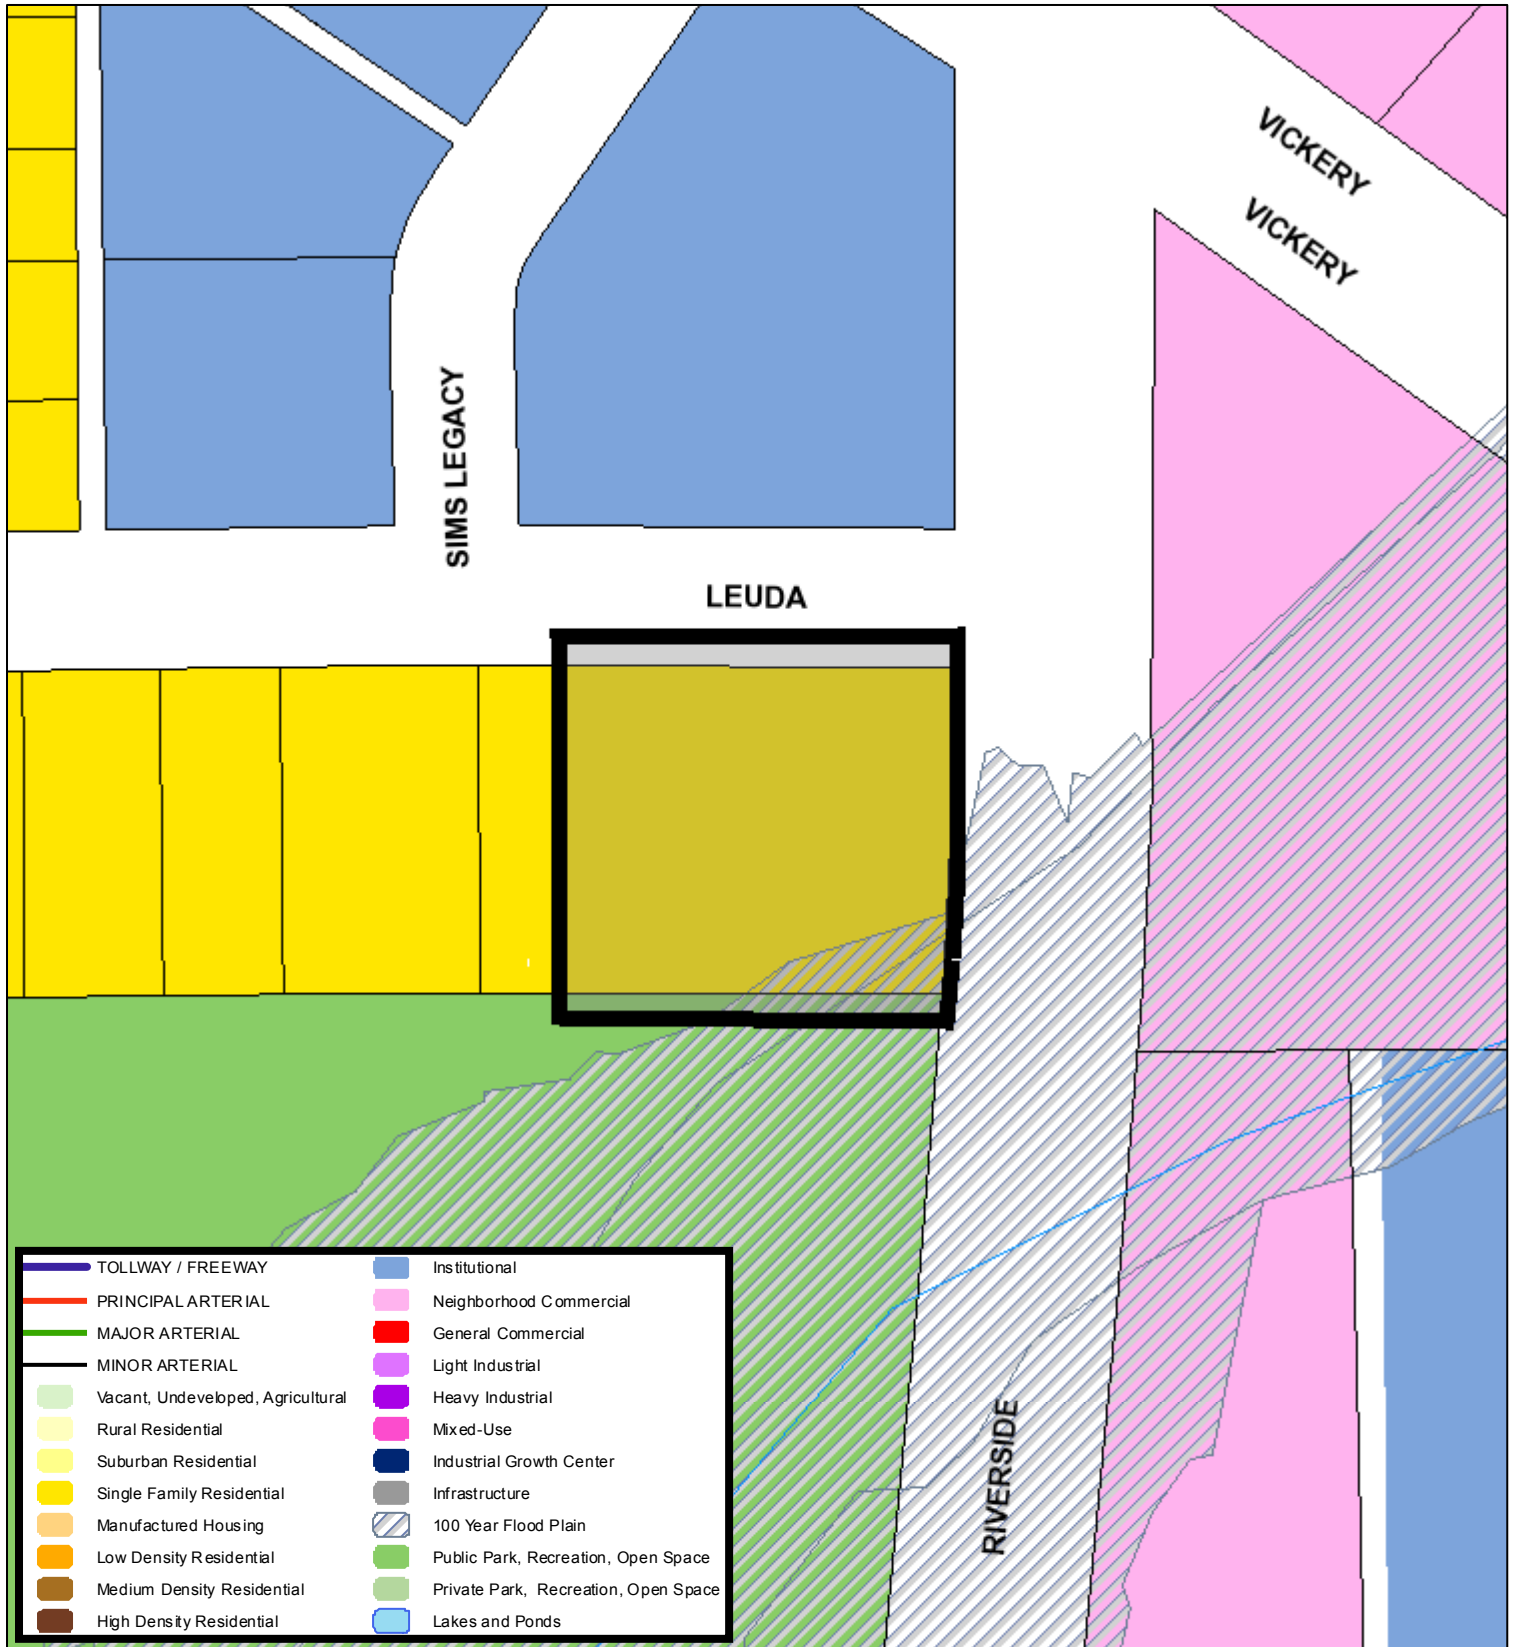 VICKERY
VICKERY
SIMS LEGACY
LEUDA
RIVERSIDE
TOLLWAY / FREEWAY
PRINCIPAL ARTERIAL
MAJOR ARTERIAL
MINOR ARTERIAL
Vacant, Undeveloped, Agricultural
Rural Residential
Suburban Residential
Single Family Residential
Manufactured Housing
Low Density Residential
Medium Density Residential
High Density Residential
Institutional
Neighborhood Commercial
General Commercial
Light Industrial
Heavy Industrial
Mixed-Use
Industrial Growth Center
Infrastructure
100 Year Flood Plain
Public Park, Recreation, Open Space
Private Park, Recreation, Open Space
Lakes and Ponds